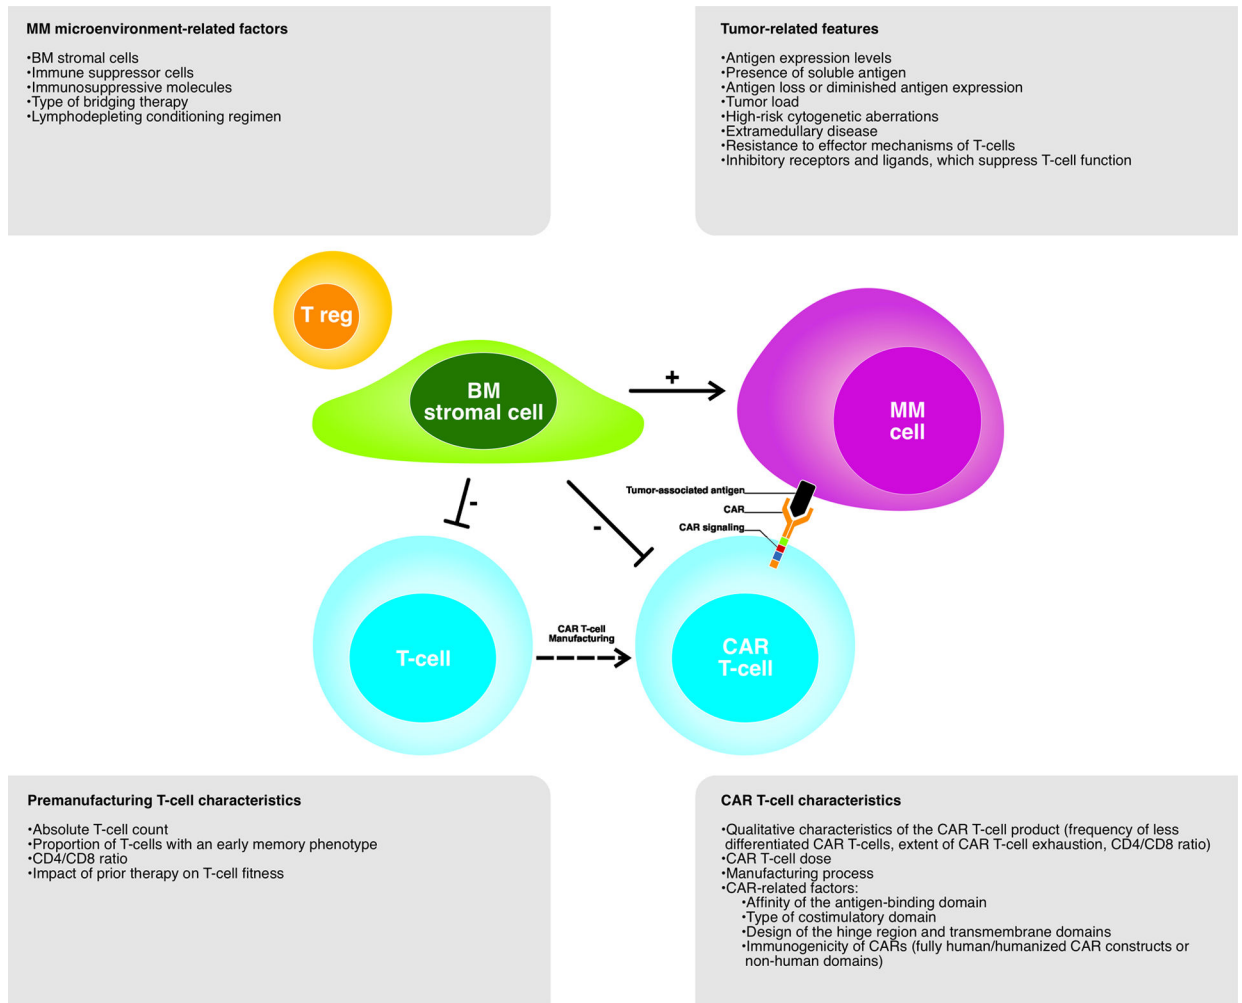 MM microenvironment-related factors
•BM stromal cells
•Immune suppressor cells
•Immunosuppressive molecules
•Type of bridging therapy
•Lymphodepleting conditioning regimen
Tumor-related features
•Antigen expression levels
•Presence of soluble antigen
•Antigen loss or diminished antigen expression
•Tumor load
•High-risk cytogenetic aberrations
•Extramedullary disease
•Resistance to effector mechanisms of T-cells
•Inhibitory receptors and ligands, which suppress T-cell function
T reg
BM
stromal cell
+
MM
cell
Tumor-associated antigen
CAR
CAR signaling
-
-
T-cell
CAR T-cell
Manufacturing
CAR
T-cell
Premanufacturing T-cell characteristics
•Absolute T-cell count
•Proportion of T-cells with an early memory phenotype
•CD4/CD8 ratio
•Impact of prior therapy on T-cell fitness
CAR T-cell characteristics
•Qualitative characteristics of the CAR T-cell product (frequency of less
differentiated CAR T-cells, extent of CAR T-cell exhaustion, CD4/CD8 ratio)
•CAR T-cell dose
•Manufacturing process
•CAR-related factors:
•Affinity of the antigen-binding domain
•Type of costimulatory domain
•Design of the hinge region and transmembrane domains
•Immunogenicity of CARs (fully human/humanized CAR constructs or
non-human domains)